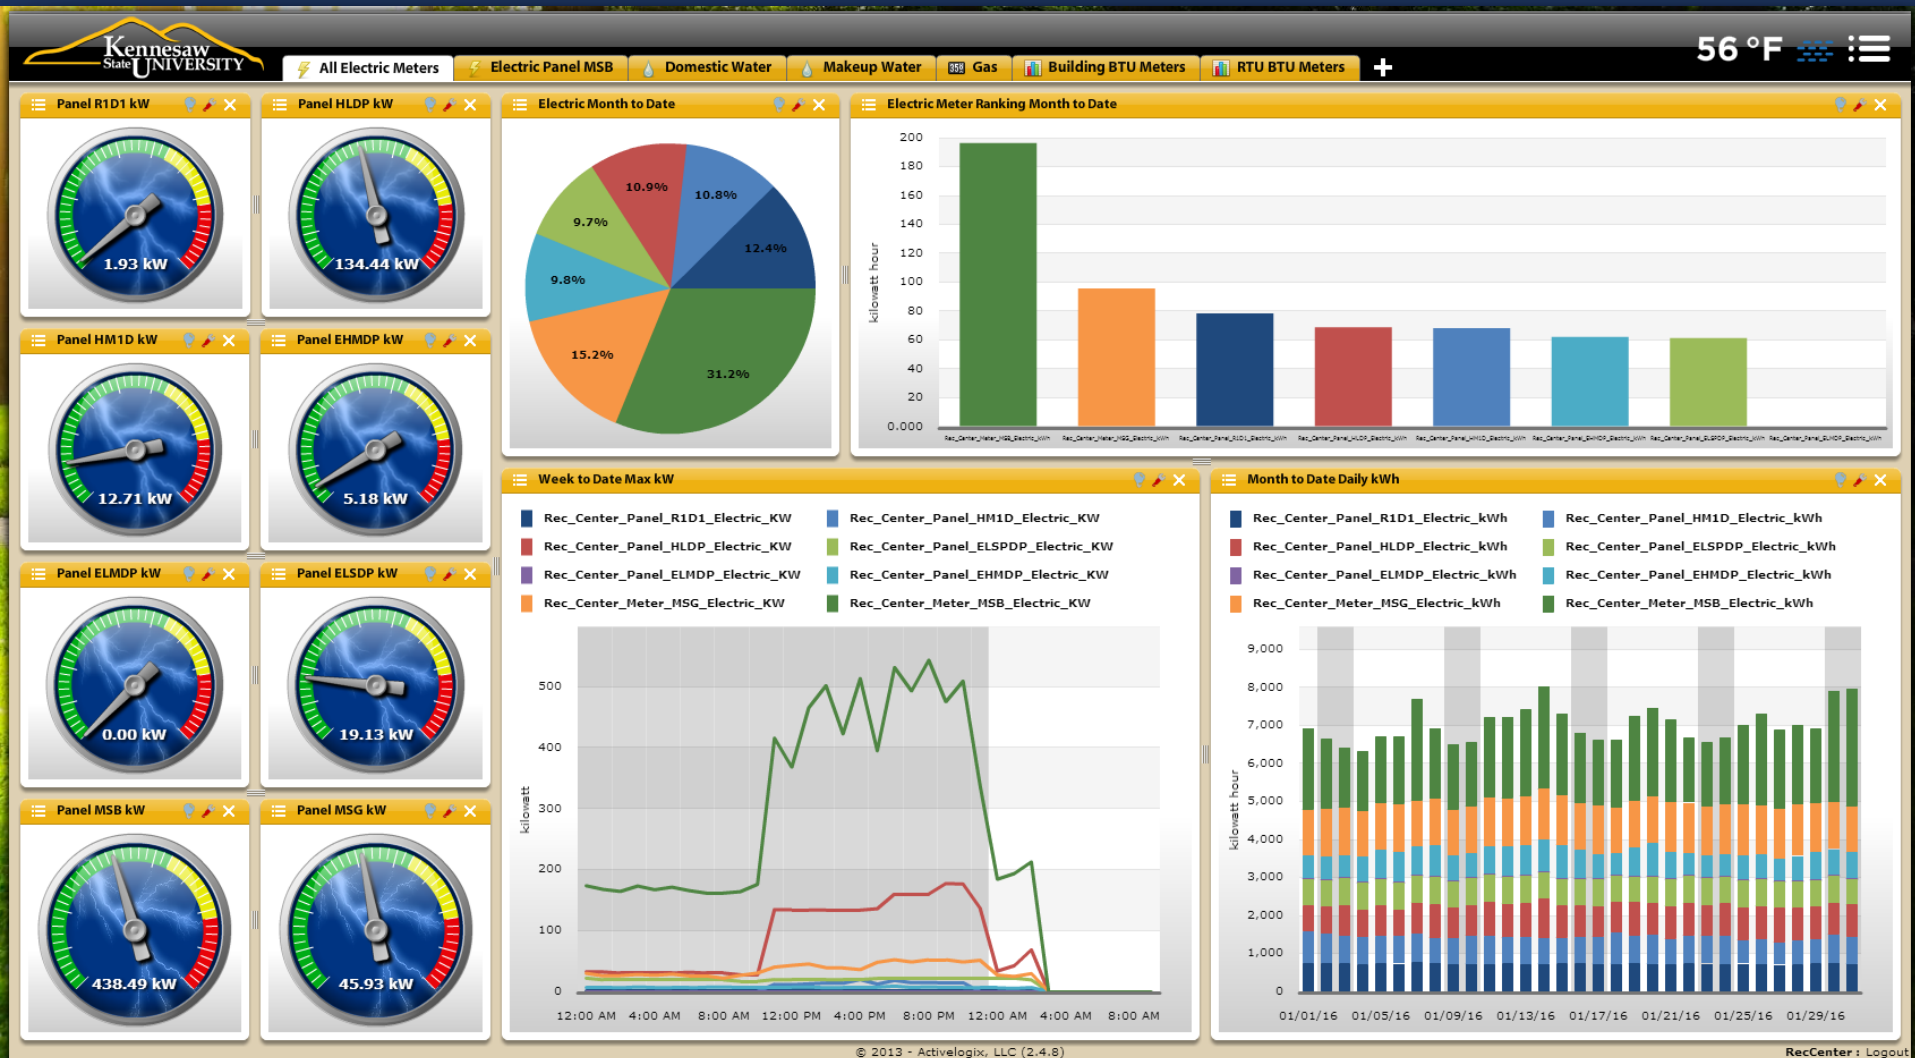 Kennesaw
State UNIVERSITY
All Electric Meters
Electric Panel MSB
Domestic Water
Makeup Water
Gas
Building BTU Meters
RTU BTU Meters
+
56 °F
Panel R1D1 kW
1.93 kW
Panel HLDP kW
134.44 kW
Panel HM1D kW
12.71 kW
Panel EHMDP kW
5.18 kW
Panel ELMDP kW
0.00 kW
Panel ELSDP kW
19.13 kW
Panel MSB kW
438.49 kW
Panel MSG kW
45.93 kW
Electric Month to Date
10.9%
10.8%
12.4%
9.7%
9.8%
15.2%
31.2%
Electric Meter Ranking Month to Date
kilowatt hour
200
180
160
140
120
100
80
60
40
20
0.000
Rec_Center_Meter_MSB_Electric_kWh
Rec_Center_Meter_MSG_Electric_kWh
Rec_Center_Panel_R1D1_Electric_kWh
Rec_Center_Panel_HLDP_Electric_kWh
Rec_Center_Panel_HM1D_Electric_kWh
Rec_Center_Panel_EHMDP_Electric_kWh
Rec_Center_Panel_ELSPDP_Electric_kWh
Rec_Center_Panel_ELMDP_Electric_kWh
Week to Date Max kW
Rec_Center_Panel_R1D1_Electric_KW
Rec_Center_Panel_HM1D_Electric_KW
Rec_Center_Panel_HLDP_Electric_KW
Rec_Center_Panel_ELSPDP_Electric_KW
Rec_Center_Panel_ELMDP_Electric_KW
Rec_Center_Panel_EHMDP_Electric_KW
Rec_Center_Meter_MSG_Electric_KW
Rec_Center_Meter_MSB_Electric_KW
kilowatt
500
400
300
200
100
0
12:00 AM
4:00 AM
8:00 AM
12:00 PM
4:00 PM
8:00 PM
12:00 AM
4:00 AM
8:00 AM
Month to Date Daily kWh
Rec_Center_Panel_R1D1_Electric_kWh
Rec_Center_Panel_HM1D_Electric_kWh
Rec_Center_Panel_HLDP_Electric_kWh
Rec_Center_Panel_ELSPDP_Electric_kWh
Rec_Center_Panel_ELMDP_Electric_kWh
Rec_Center_Panel_EHMDP_Electric_kWh
Rec_Center_Meter_MSG_Electric_kWh
Rec_Center_Meter_MSB_Electric_kWh
kilowatt hour
9,000
8,000
7,000
6,000
5,000
4,000
3,000
2,000
1,000
0
01/01/16
01/05/16
01/09/16
01/13/16
01/17/16
01/21/16
01/25/16
01/29/16
© 2013 - Activelogix, LLC (2.4.8)
RecCenter : Logout